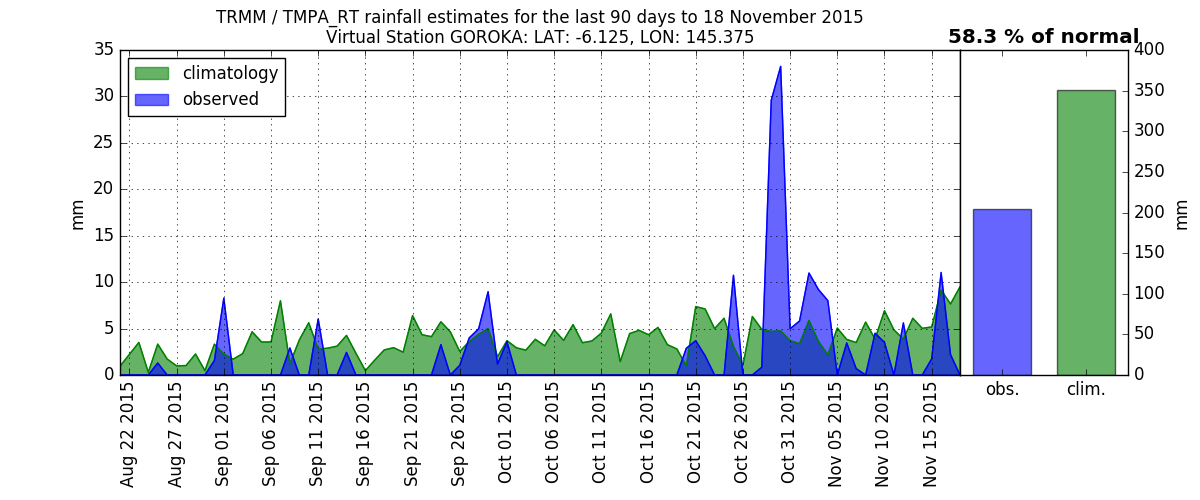 TRMM / TMPA_RT rainfall estimates for the last 90 days to 18 November 2015
Virtual Station GOROKA: LAT: -6.125, LON: 145.375
58.3 % of normal
climatology
observed
mm
35
30
25
20
15
10
5
0
400
350
300
250
200
150
100
50
0
mm
Aug 22 2015
Aug 27 2015
Sep 01 2015
Sep 06 2015
Sep 11 2015
Sep 16 2015
Sep 21 2015
Sep 26 2015
Oct 01 2015
Oct 06 2015
Oct 11 2015
Oct 16 2015
Oct 21 2015
Oct 26 2015
Oct 31 2015
Nov 05 2015
Nov 10 2015
Nov 15 2015
obs.
clim.